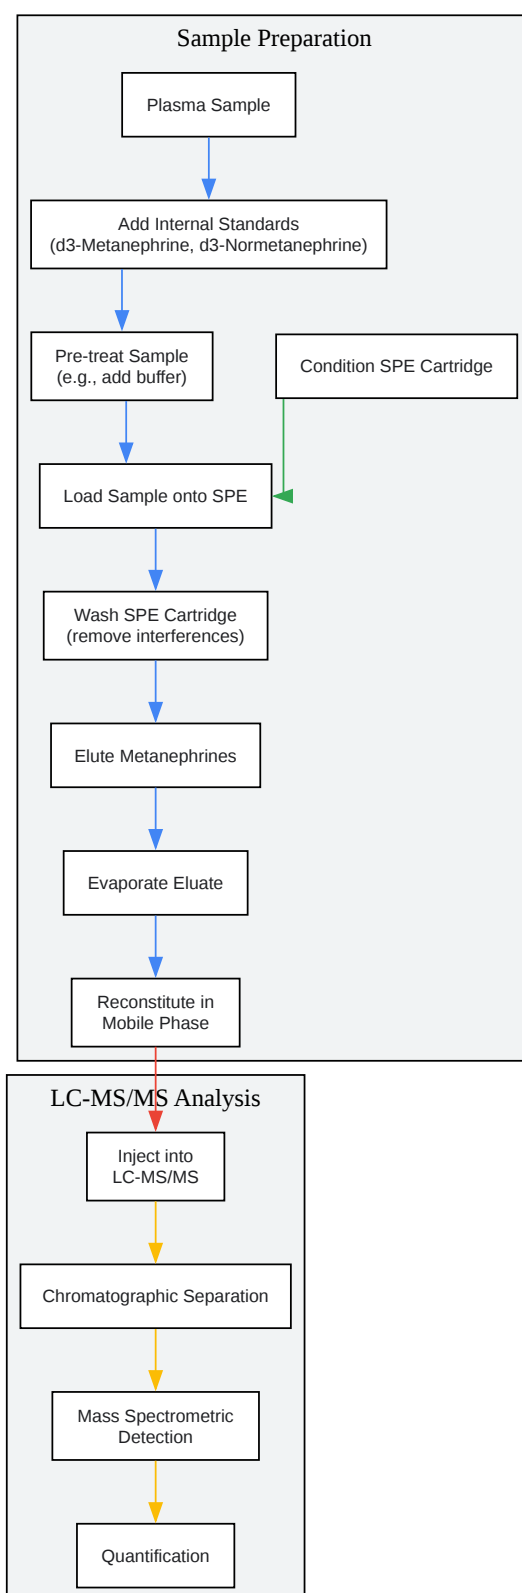 Sample Preparation
Plasma Sample
Add Internal Standards
(d3-Metanephrine, d3-Normetanephrine)
Pre-treat Sample
(e.g., add buffer)
Condition SPE Cartridge
Load Sample onto SPE
Wash SPE Cartridge
(remove interferences)
Elute Metanephrines
Evaporate Eluate
Reconstitute in
Mobile Phase
LC-MS/MS Analysis
Inject into
LC-MS/MS
Chromatographic Separation
Mass Spectrometric
Detection
Quantification